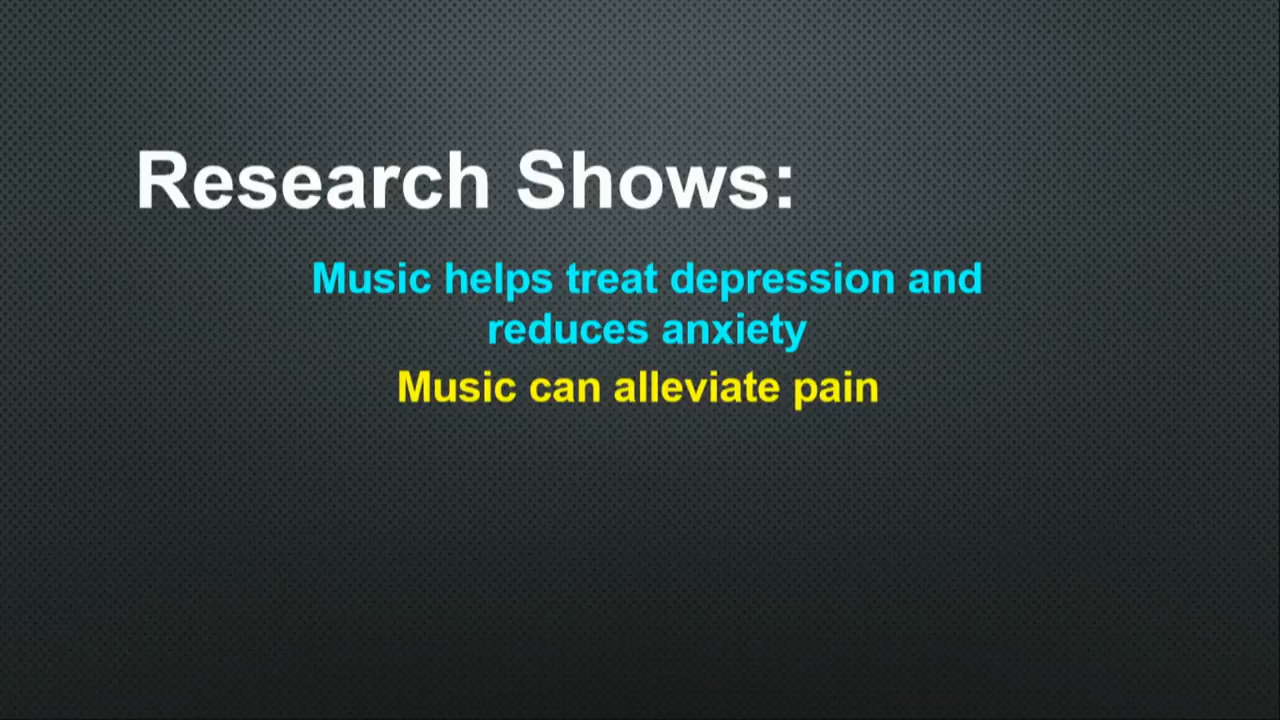 Research Shows:
Music helps treat depression and
reduces anxiety
Music can alleviate pain